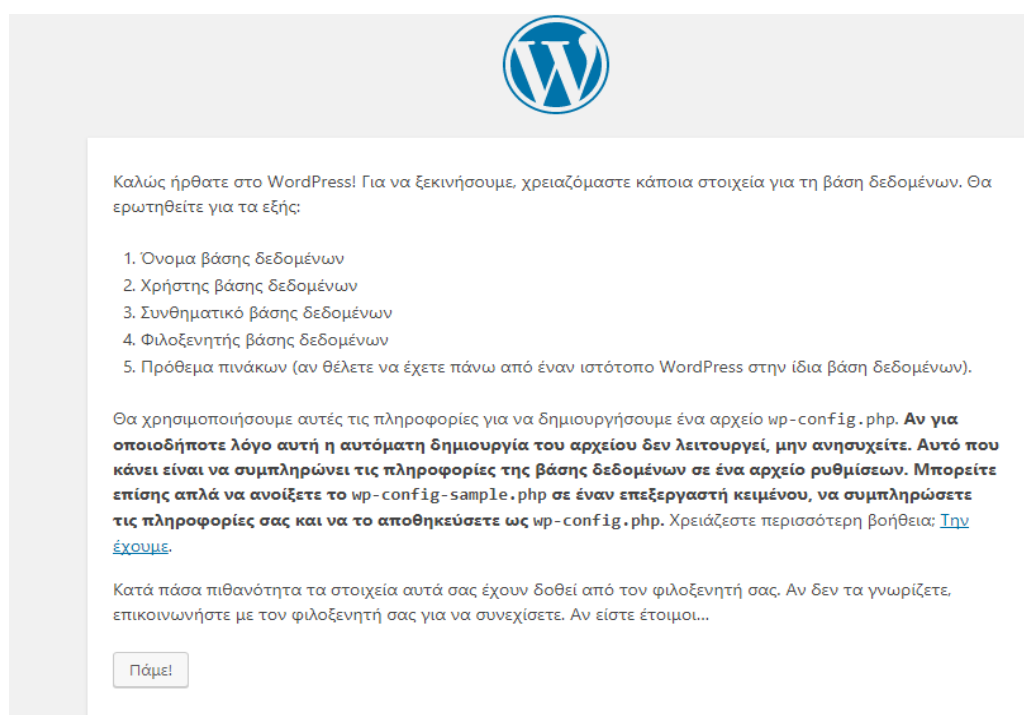 Καλώς ήρθατε στο WordPress! Για να ξεκινήσουμε, χρειαζόμαστε κάποια στοιχεία για τη βάση δεδομένων. Θα
ερωτηθείτε για τα εξής:
1. Όνομα βάσης δεδομένων
2. Χρήστης βάσης δεδομένων
3. Συνθηματικό βάσης δεδομένων
4. Φιλοξενητής βάσης δεδομένων
5. Πρόθεμα πινάκων (αν θέλετε να έχετε πάνω από έναν ιστότοπο WordPress στην ίδια βάση δεδομένων).
Θα χρησιμοποιήσουμε αυτές τις πληροφορίες για να δημιουργήσουμε ένα αρχείο wp-config.php. Αν για
οποιοδήποτε λόγο αυτή η αυτόματη δημιουργία του αρχείου δεν λειτουργεί, μην ανησυχείτε. Αυτό που
κάνει είναι να συμπληρώνει τις πληροφορίες της βάσης δεδομένων σε ένα αρχείο ρυθμίσεων. Μπορείτε
επίσης απλά να ανοίξετε το wp-config-sample.php σε έναν επεξεργαστή κειμένου, να συμπληρώσετε
τις πληροφορίες σας και να το αποθηκεύσετε ως wp-config.php. Χρειάζεστε περισσότερη βοήθεια; Την
έχουμε.
Κατά πάσα πιθανότητα τα στοιχεία αυτά σας έχουν δοθεί από τον φιλοξενητή σας. Αν δεν τα γνωρίζετε,
επικοινωνήστε με τον φιλοξενητή σας για να συνεχίσετε. Αν είστε έτοιμοι...
Πάμε!